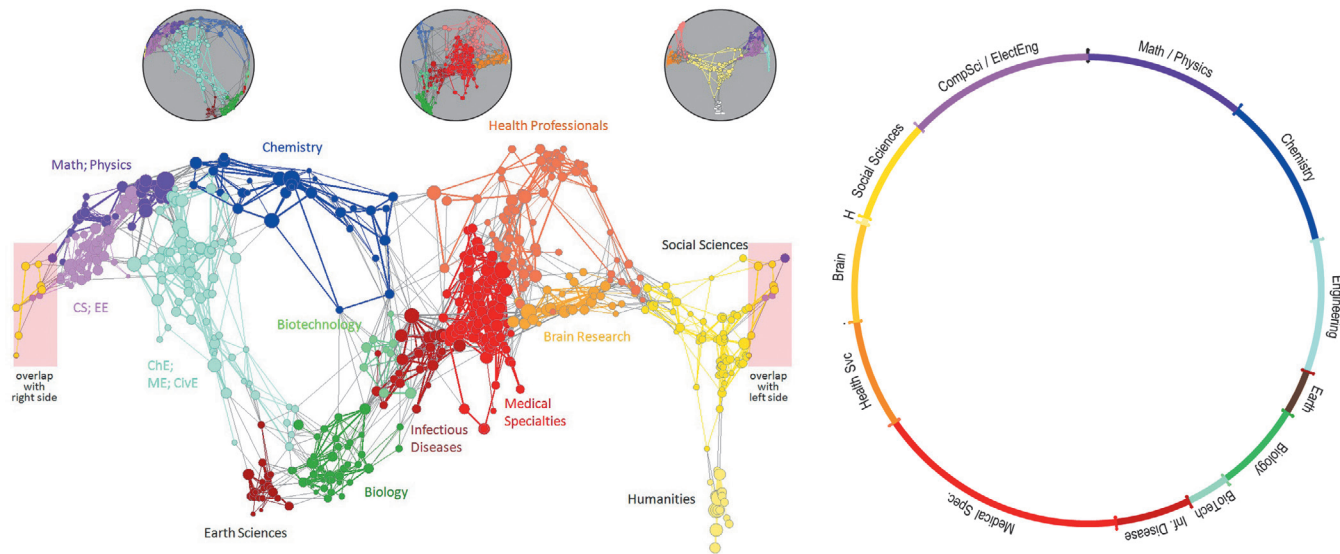 Health Professionals
Chemistry
Math; Physics
Social Sciences
CS; EE
Biotechnology
Brain Research
ChE;
ME; CivE
overlap
with
right side
overlap
with
left side
Medical
Specialties
Infectious
Diseases
Biology
Humanities
Earth Sciences
CompSci / ElectEng
Math / Physics
Chemistry
Engineering
Earth
Biology
BioTech
Inf. Disease
Medical Spec.
Health Svc.
Brain
H
Social Sciences